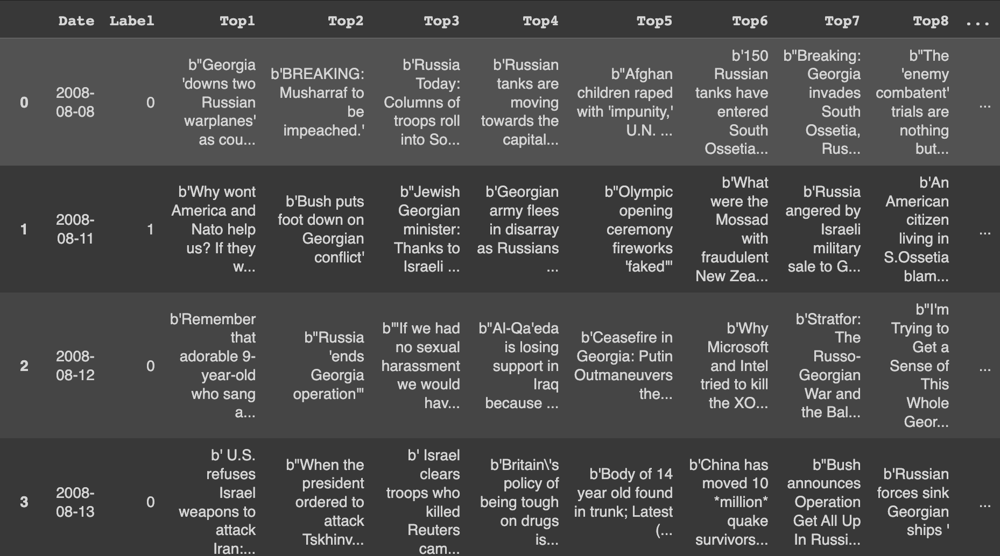 Date Label Top1 Top2 Top3 Top4 Top5 Top6 Top7 Top8 ...
0
2008-
08-08
0
b"Georgia
'downs two
Russian
warplanes'
as cou...
b'BREAKING:
Musharraf to
be
impeached.'
b'Russia
Today:
Columns of
troops roll
into So...
b'Russian
tanks are
moving
towards the
capital...
b"Afghan
children raped
with 'impunity,'
U.N. ...
b'150
Russian
tanks have
entered
South
Ossetia...
b"Breaking:
Georgia
invades
South
Ossetia,
Rus...
b"The
'enemy
combatent'
trials are
nothing
but...
...
1
2008-
08-11
1
b'Why wont
America and
Nato help
us? If they
w...
b'Bush puts
foot down on
Georgian
conflict'
b"Jewish
Georgian
minister:
Thanks to
Israeli ...
b'Georgian
army flees
in disarray
as Russians
...
b"Olympic
opening
ceremony
fireworks
'faked'"
b'What
were the
Mossad
with
fraudulent
New Zea...
b'Russia
angered by
Israeli
military
sale to G...
b'An
American
citizen
living in
S.Ossetia
blam...
...
2
2008-
08-12
0
b'Remember
that
adorable 9-
year-old
who sang
a...
b"Russia
'ends
Georgia
operation'"
b'"If we had
no sexual
harassment
we would
hav...
b"Al-Qa'eda
is losing
support in
Iraq
because ...
b'Ceasefire in
Georgia: Putin
Outmaneuvers
the...
b'Why
Microsoft
and Intel
tried to kill
the XO...
b'Stratfor:
The
Russo-
Georgian
War and
the Bal...
b"I'm
Trying to
Get a
Sense of
This
Whole
Geor...
...
3
2008-
08-13
0
b' U.S.
refuses
Israel
weapons to
attack
Iran:...
b"When the
president
ordered to
attack
Tskhinv...
b' Israel
clears
troops who
killed
Reuters
cam...
b'Britain\'s
policy of
being tough
on drugs
is...
b'Body of 14
year old found
in trunk; Latest
(...
b'China has
moved 10
*million*
quake
survivors...
b"Bush
announces
Operation
Get All Up
In Russi...
b'Russian
forces sink
Georgian
ships '
...